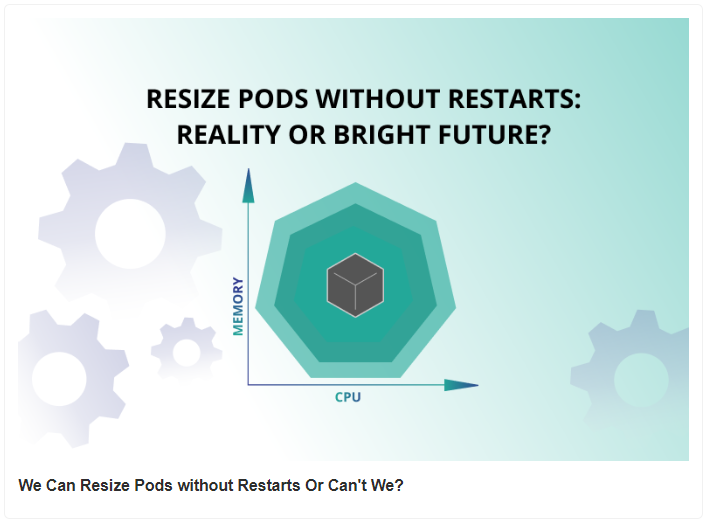 RESIZE PODS WITHOUT RESTARTS:
REALITY OR BRIGHT FUTURE?
MEMORY
CPU
We Can Resize Pods without Restarts Or Can't We?